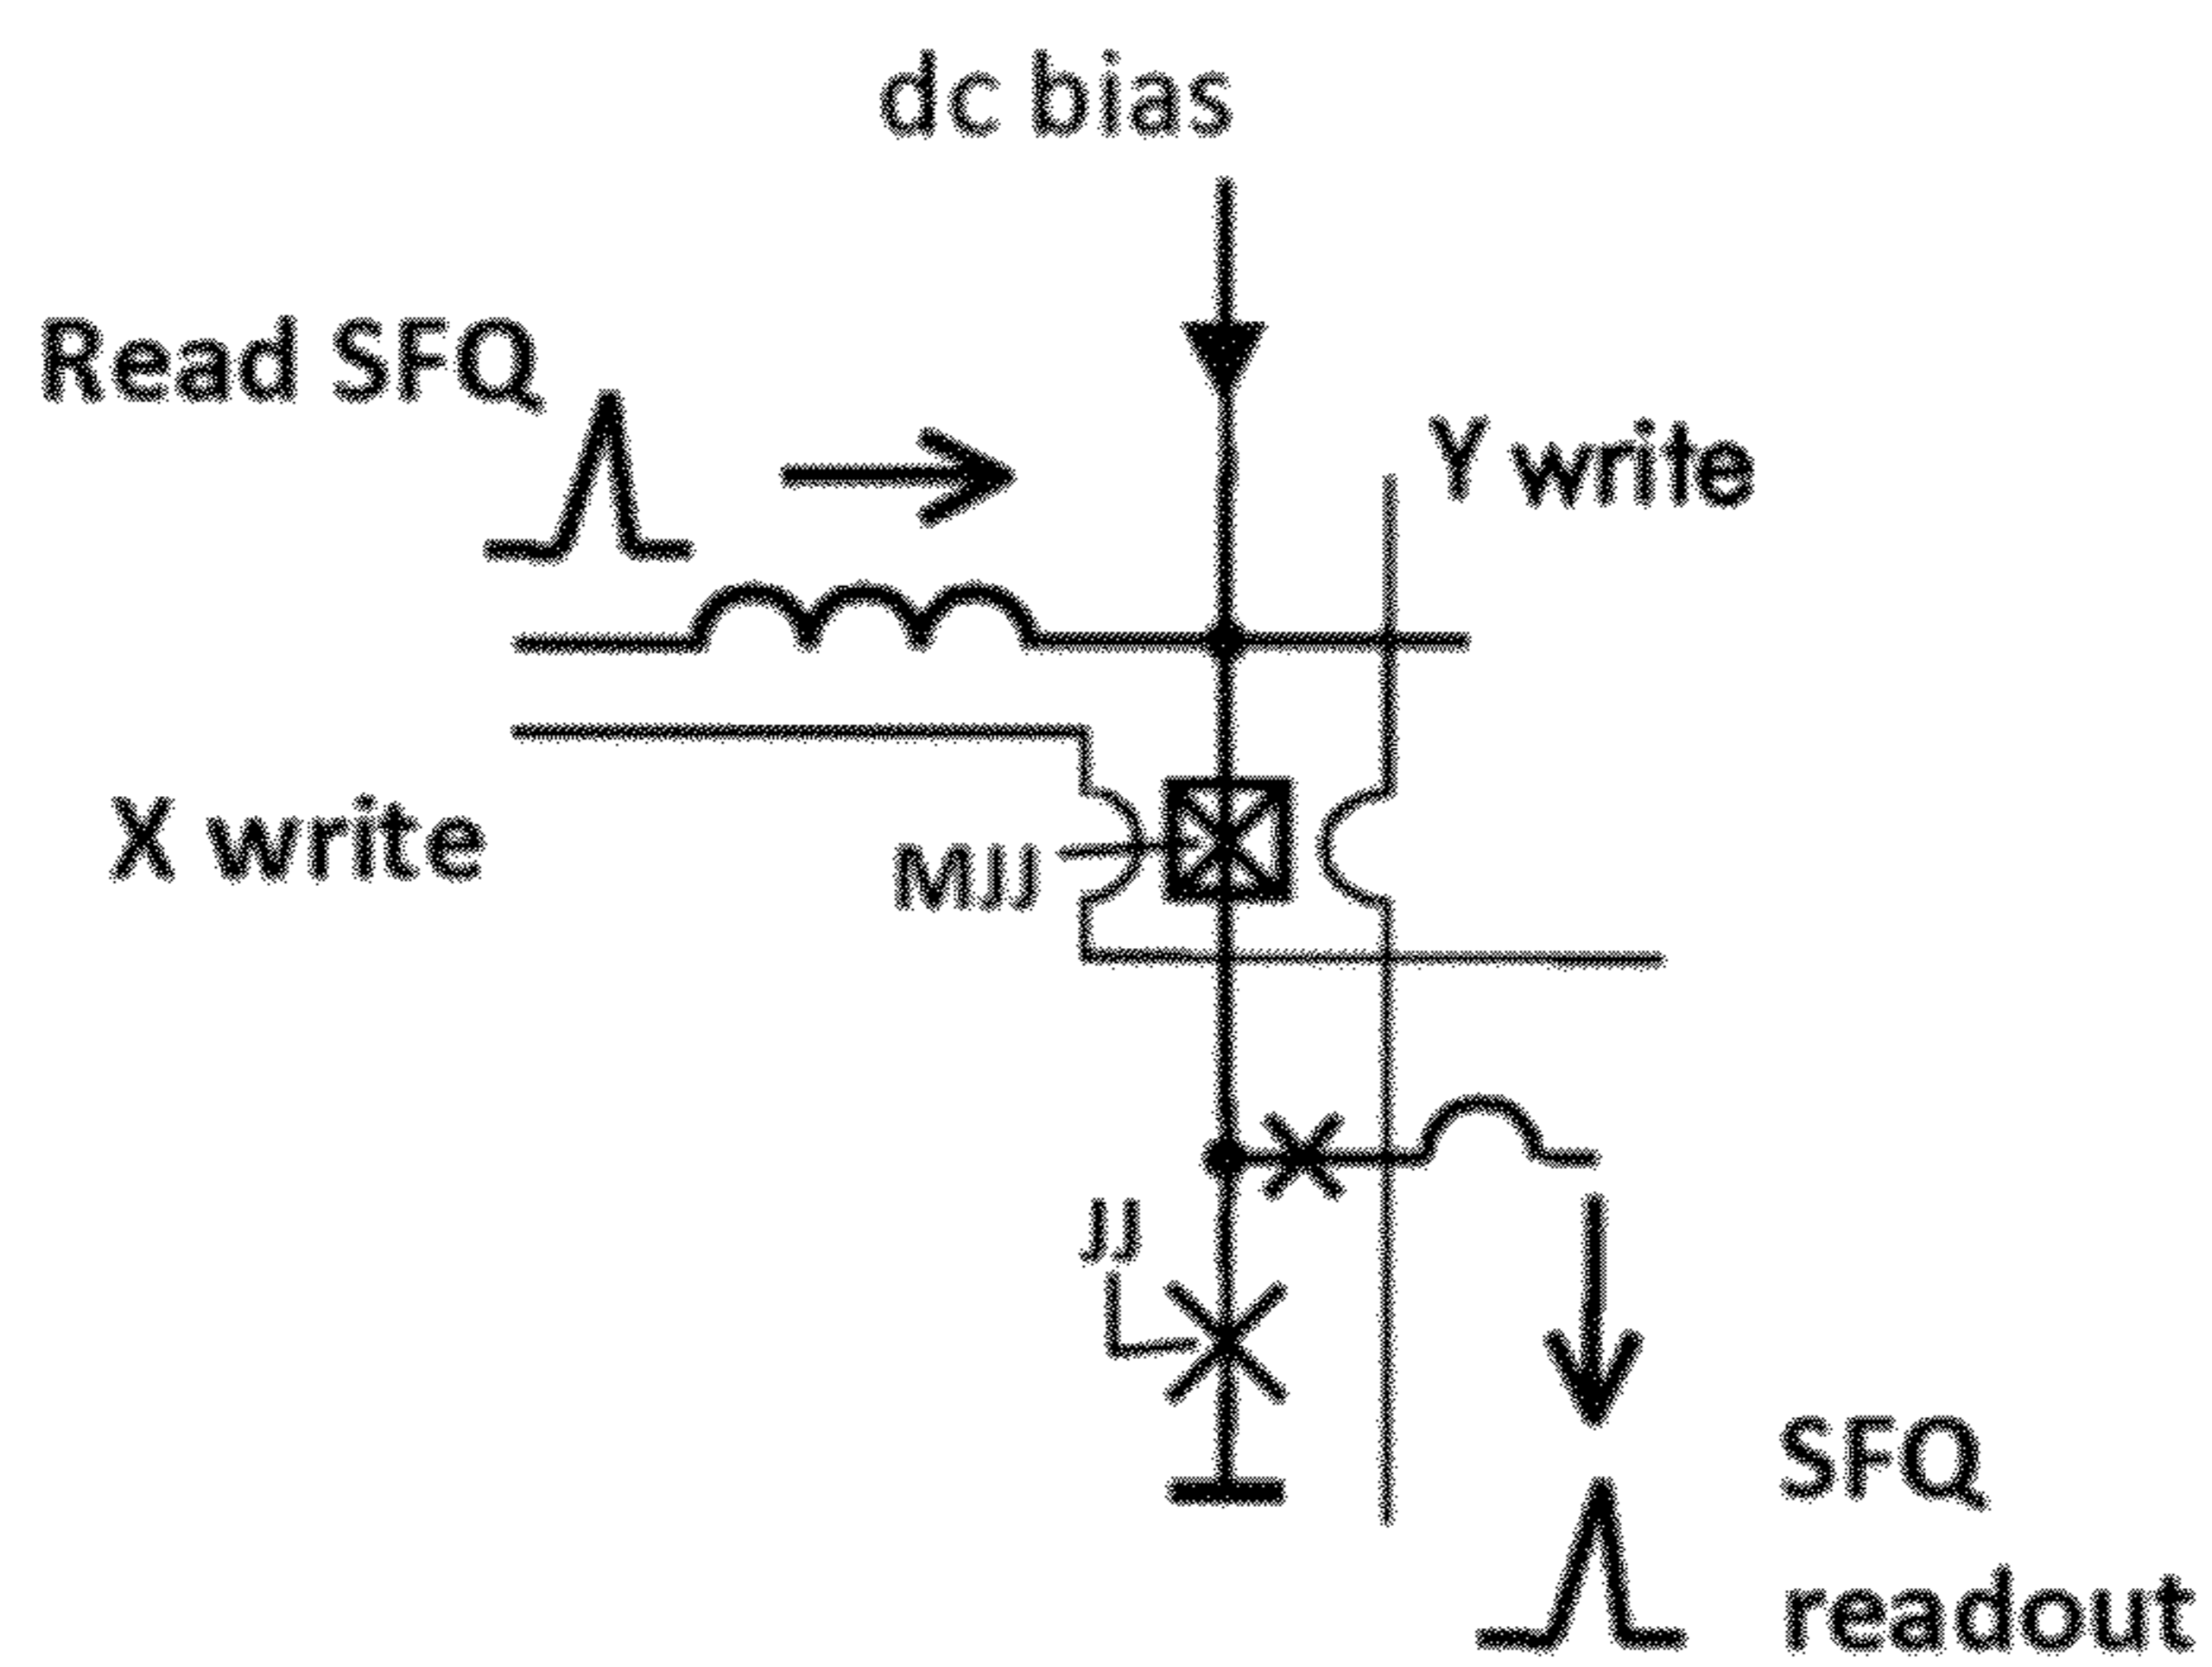 dc bias
Read SFQ
Y write
X write
MJJ
JJ
SFQ
readout